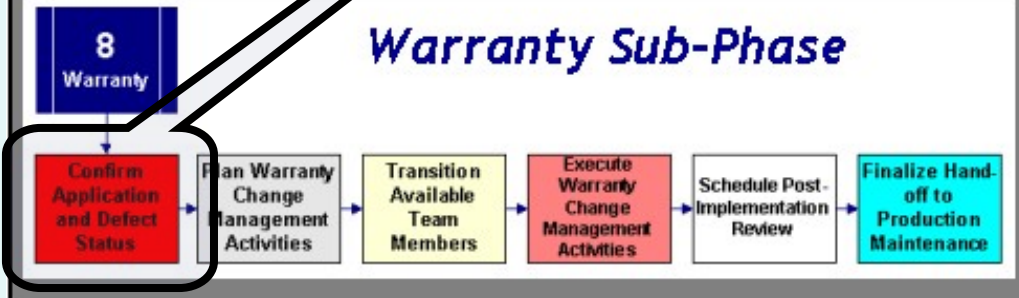 8
Warranty
Warranty Sub-Phase
Confirm
Application
and Defect
Status
Plan Warranty
Change
Management
Activities
Transition
Available
Team
Members
Execute
Warranty
Change
Management
Activities
Schedule Post-
Implementation
Review
Finalize Hand-
off to
Production
Maintenance